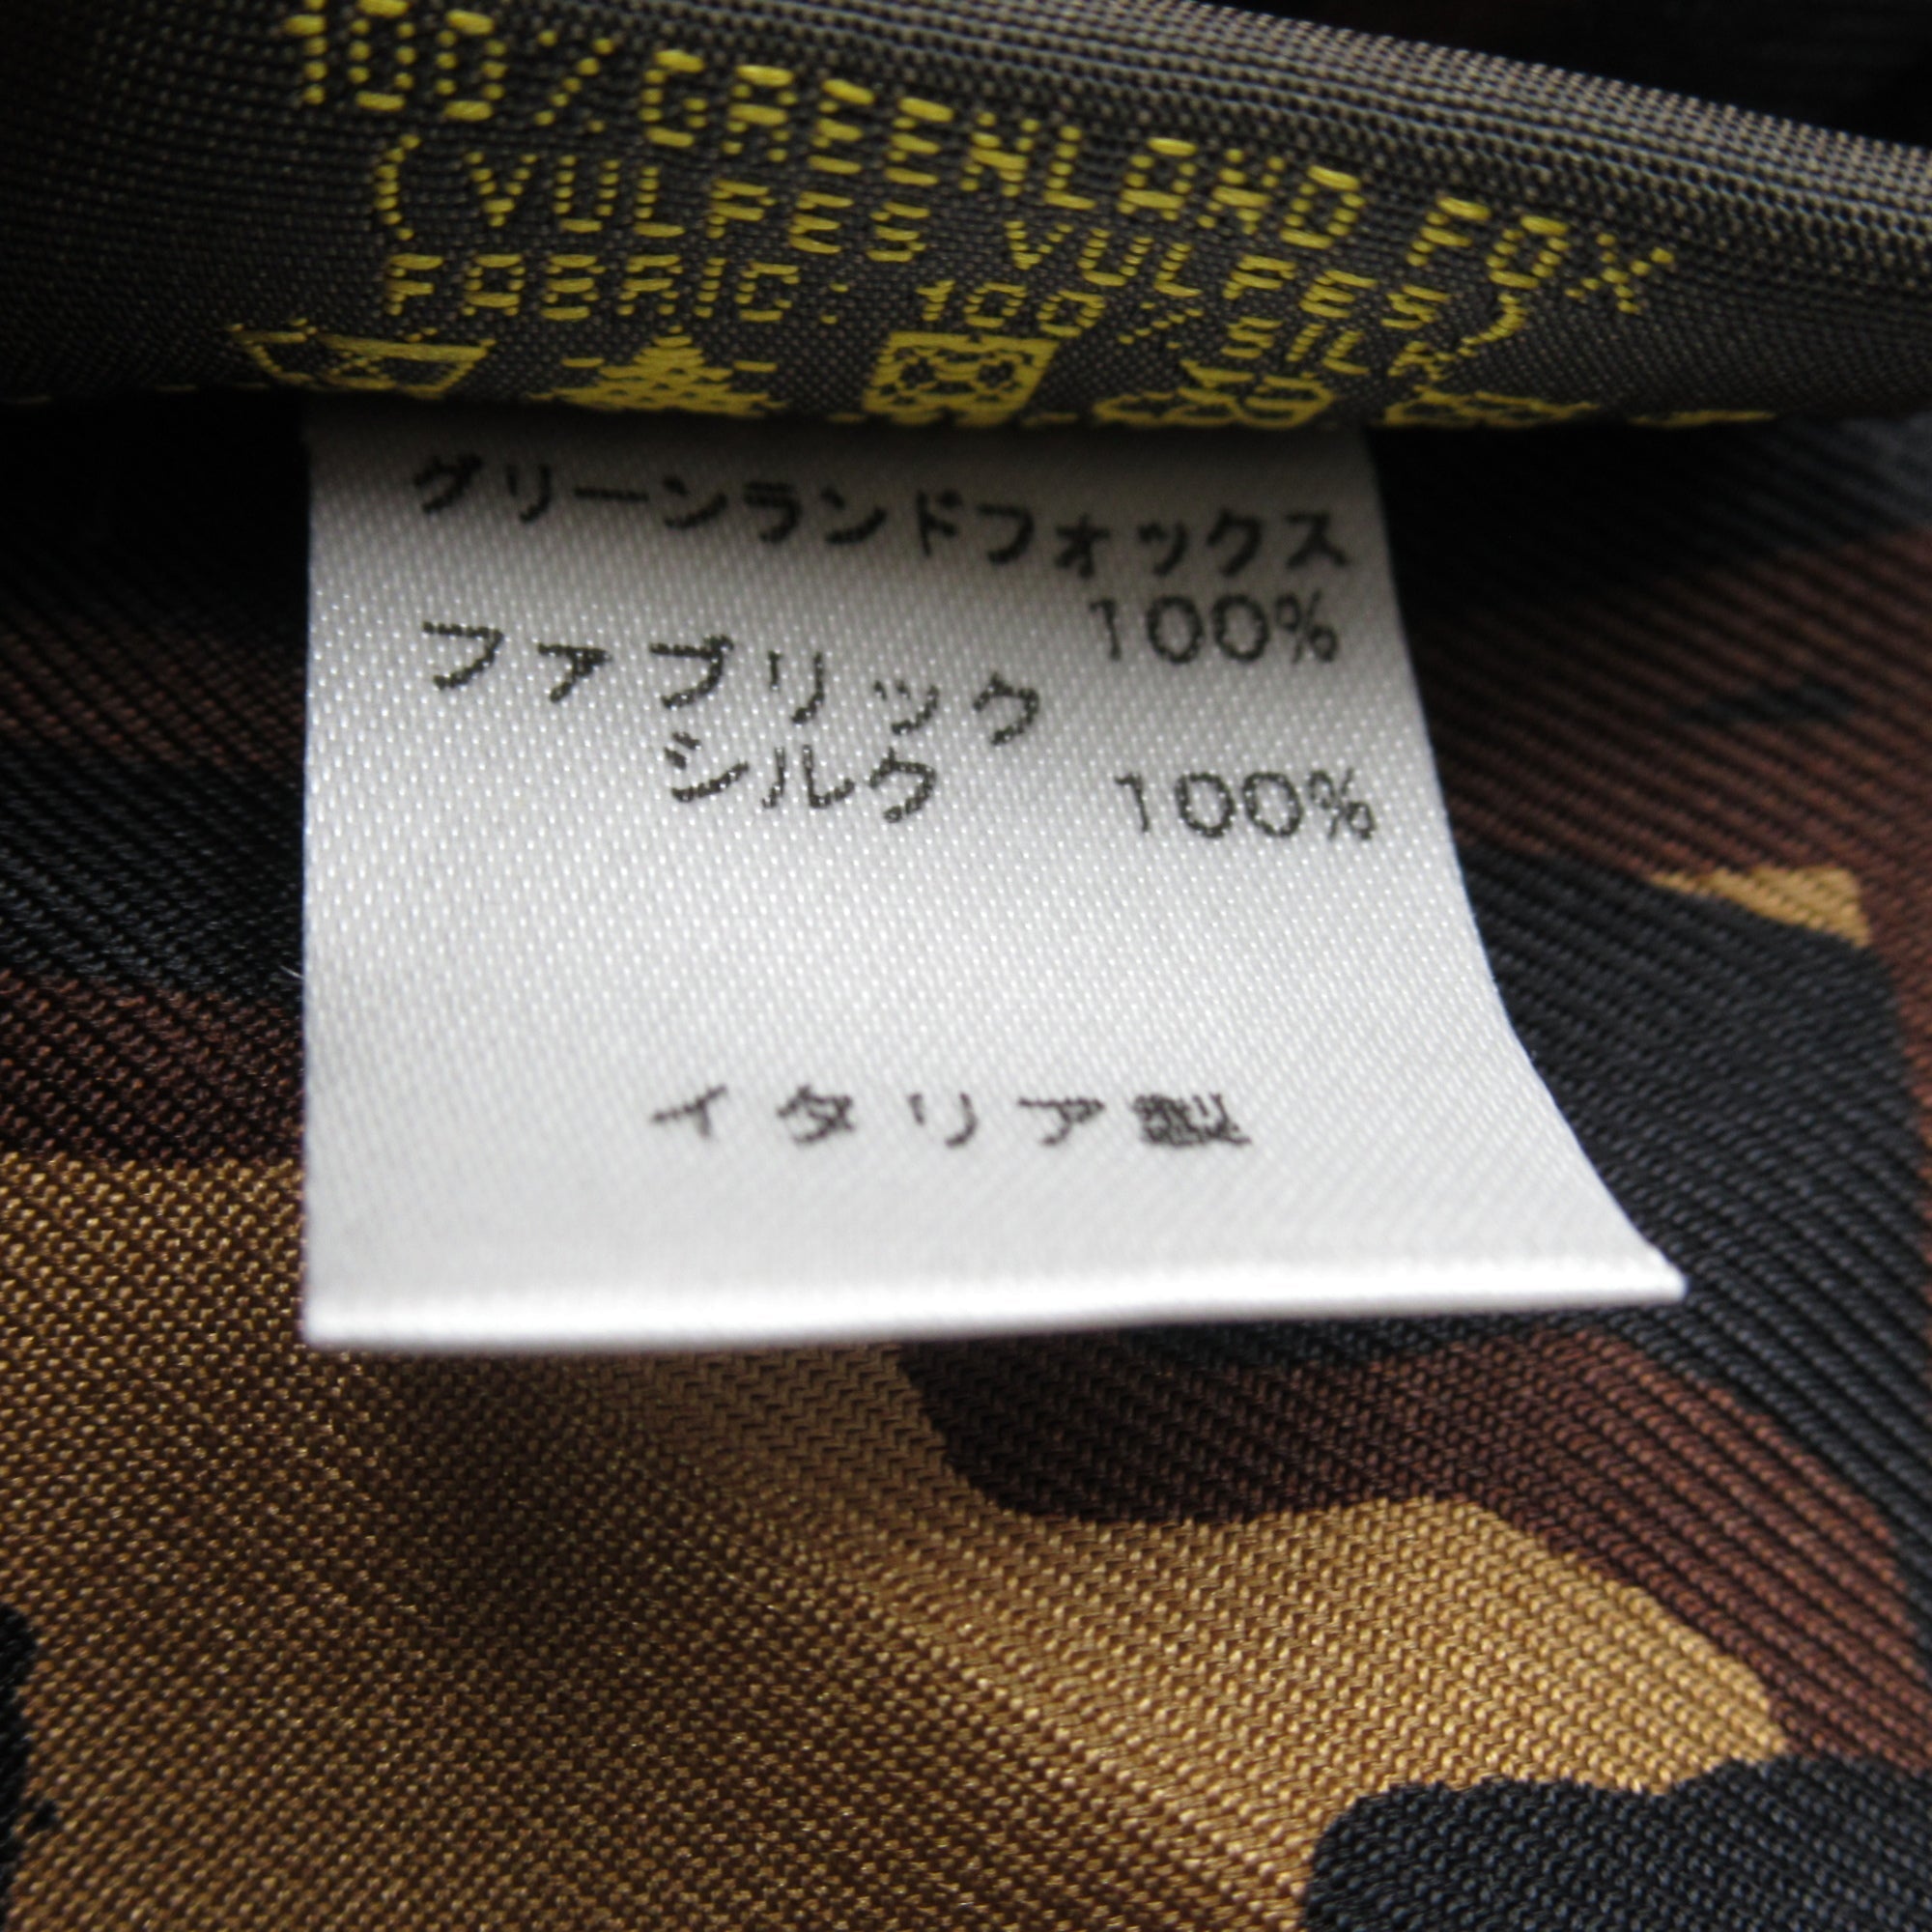 100%GREENLAND FOX
(VULPES VULPES)
FABRIC: 100%SILK
グリーンランドフォックス
100%
ファブリック
シルク 100%
イタリア製